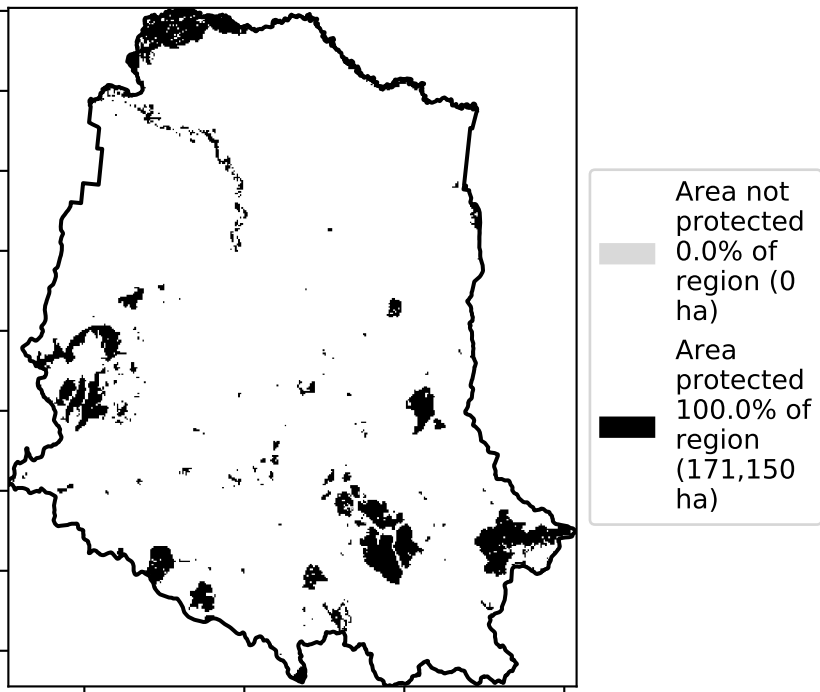 Area not
protected
0.0% of
region (0
ha)
Area
protected
100.0% of
region
(171,150
ha)